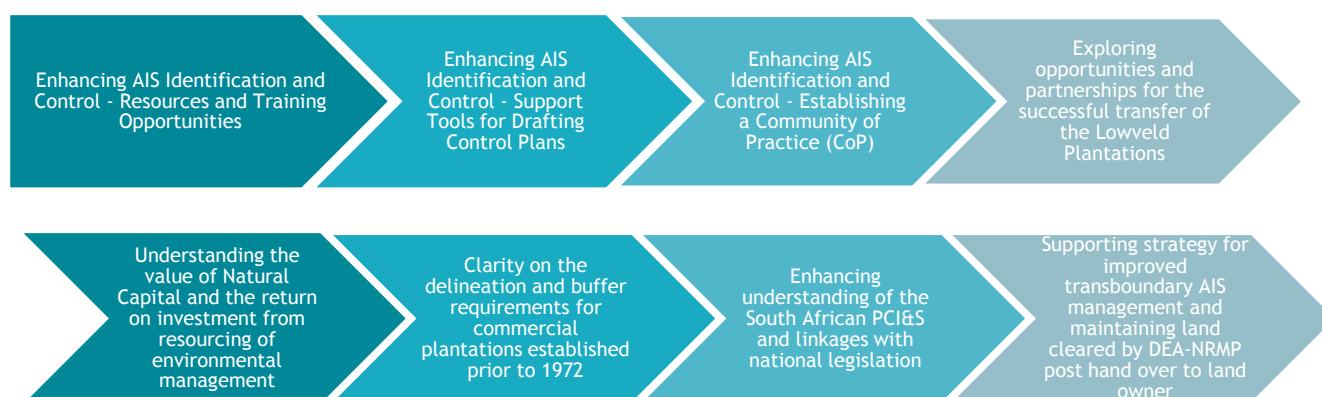 Enhancing AIS Identification and
Control - Resources and Training
Opportunities
Enhancing AIS
Identification and
Control - Support
Tools for Drafting
Control Plans
Enhancing AIS
Identification and
Control - Establishing
a Community of
Practice (CoP)
Exploring
opportunities and
partnerships for the
successful transfer of
the Lowveld
Plantations
Understanding the
value of Natural
Capital and the return
on investment from
resourcing of
environmental
management
Clarity on the
delineation and buffer
requirements for
commercial
plantations established
prior to 1972
Enhancing
understanding of the
South African PCI&S
and linkages with
national legislation
Supporting strategy for
improved
transboundary AIS
management and
maintaining land
cleared by DEA-NRMP
post hand over to land
owner